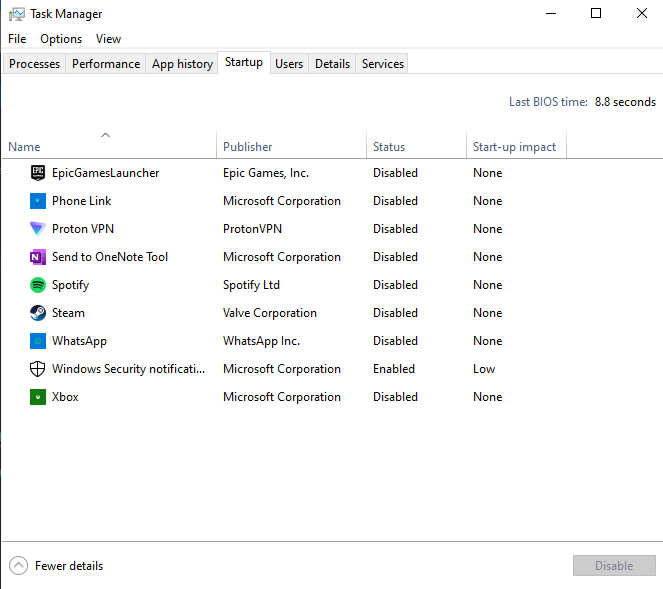 Task Manager
File Options View
Processes Performance App history Startup Users Details Services
Last BIOS time: 8.8 seconds
Name Publisher Status Start-up impact
EPIC EpicGamesLauncher Epic Games, Inc. Disabled None
Phone Link Microsoft Corporation Disabled None
Proton VPN ProtonVPN Disabled None
N Send to OneNote Tool Microsoft Corporation Disabled None
Spotify Spotify Ltd Disabled None
Steam Valve Corporation Disabled None
WhatsApp WhatsApp Inc. Disabled None
Windows Security notificati... Microsoft Corporation Enabled Low
Xbox Microsoft Corporation Disabled None
Fewer details Disable